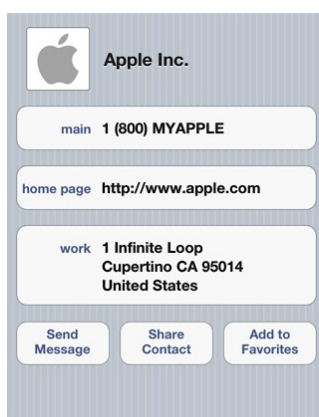 Apple Inc.
main 1 (800) MYAPPLE
home page http://www.apple.com
work 1 Infinite Loop
Cupertino CA 95014
United States
Send Message
Share Contact
Add to Favorites